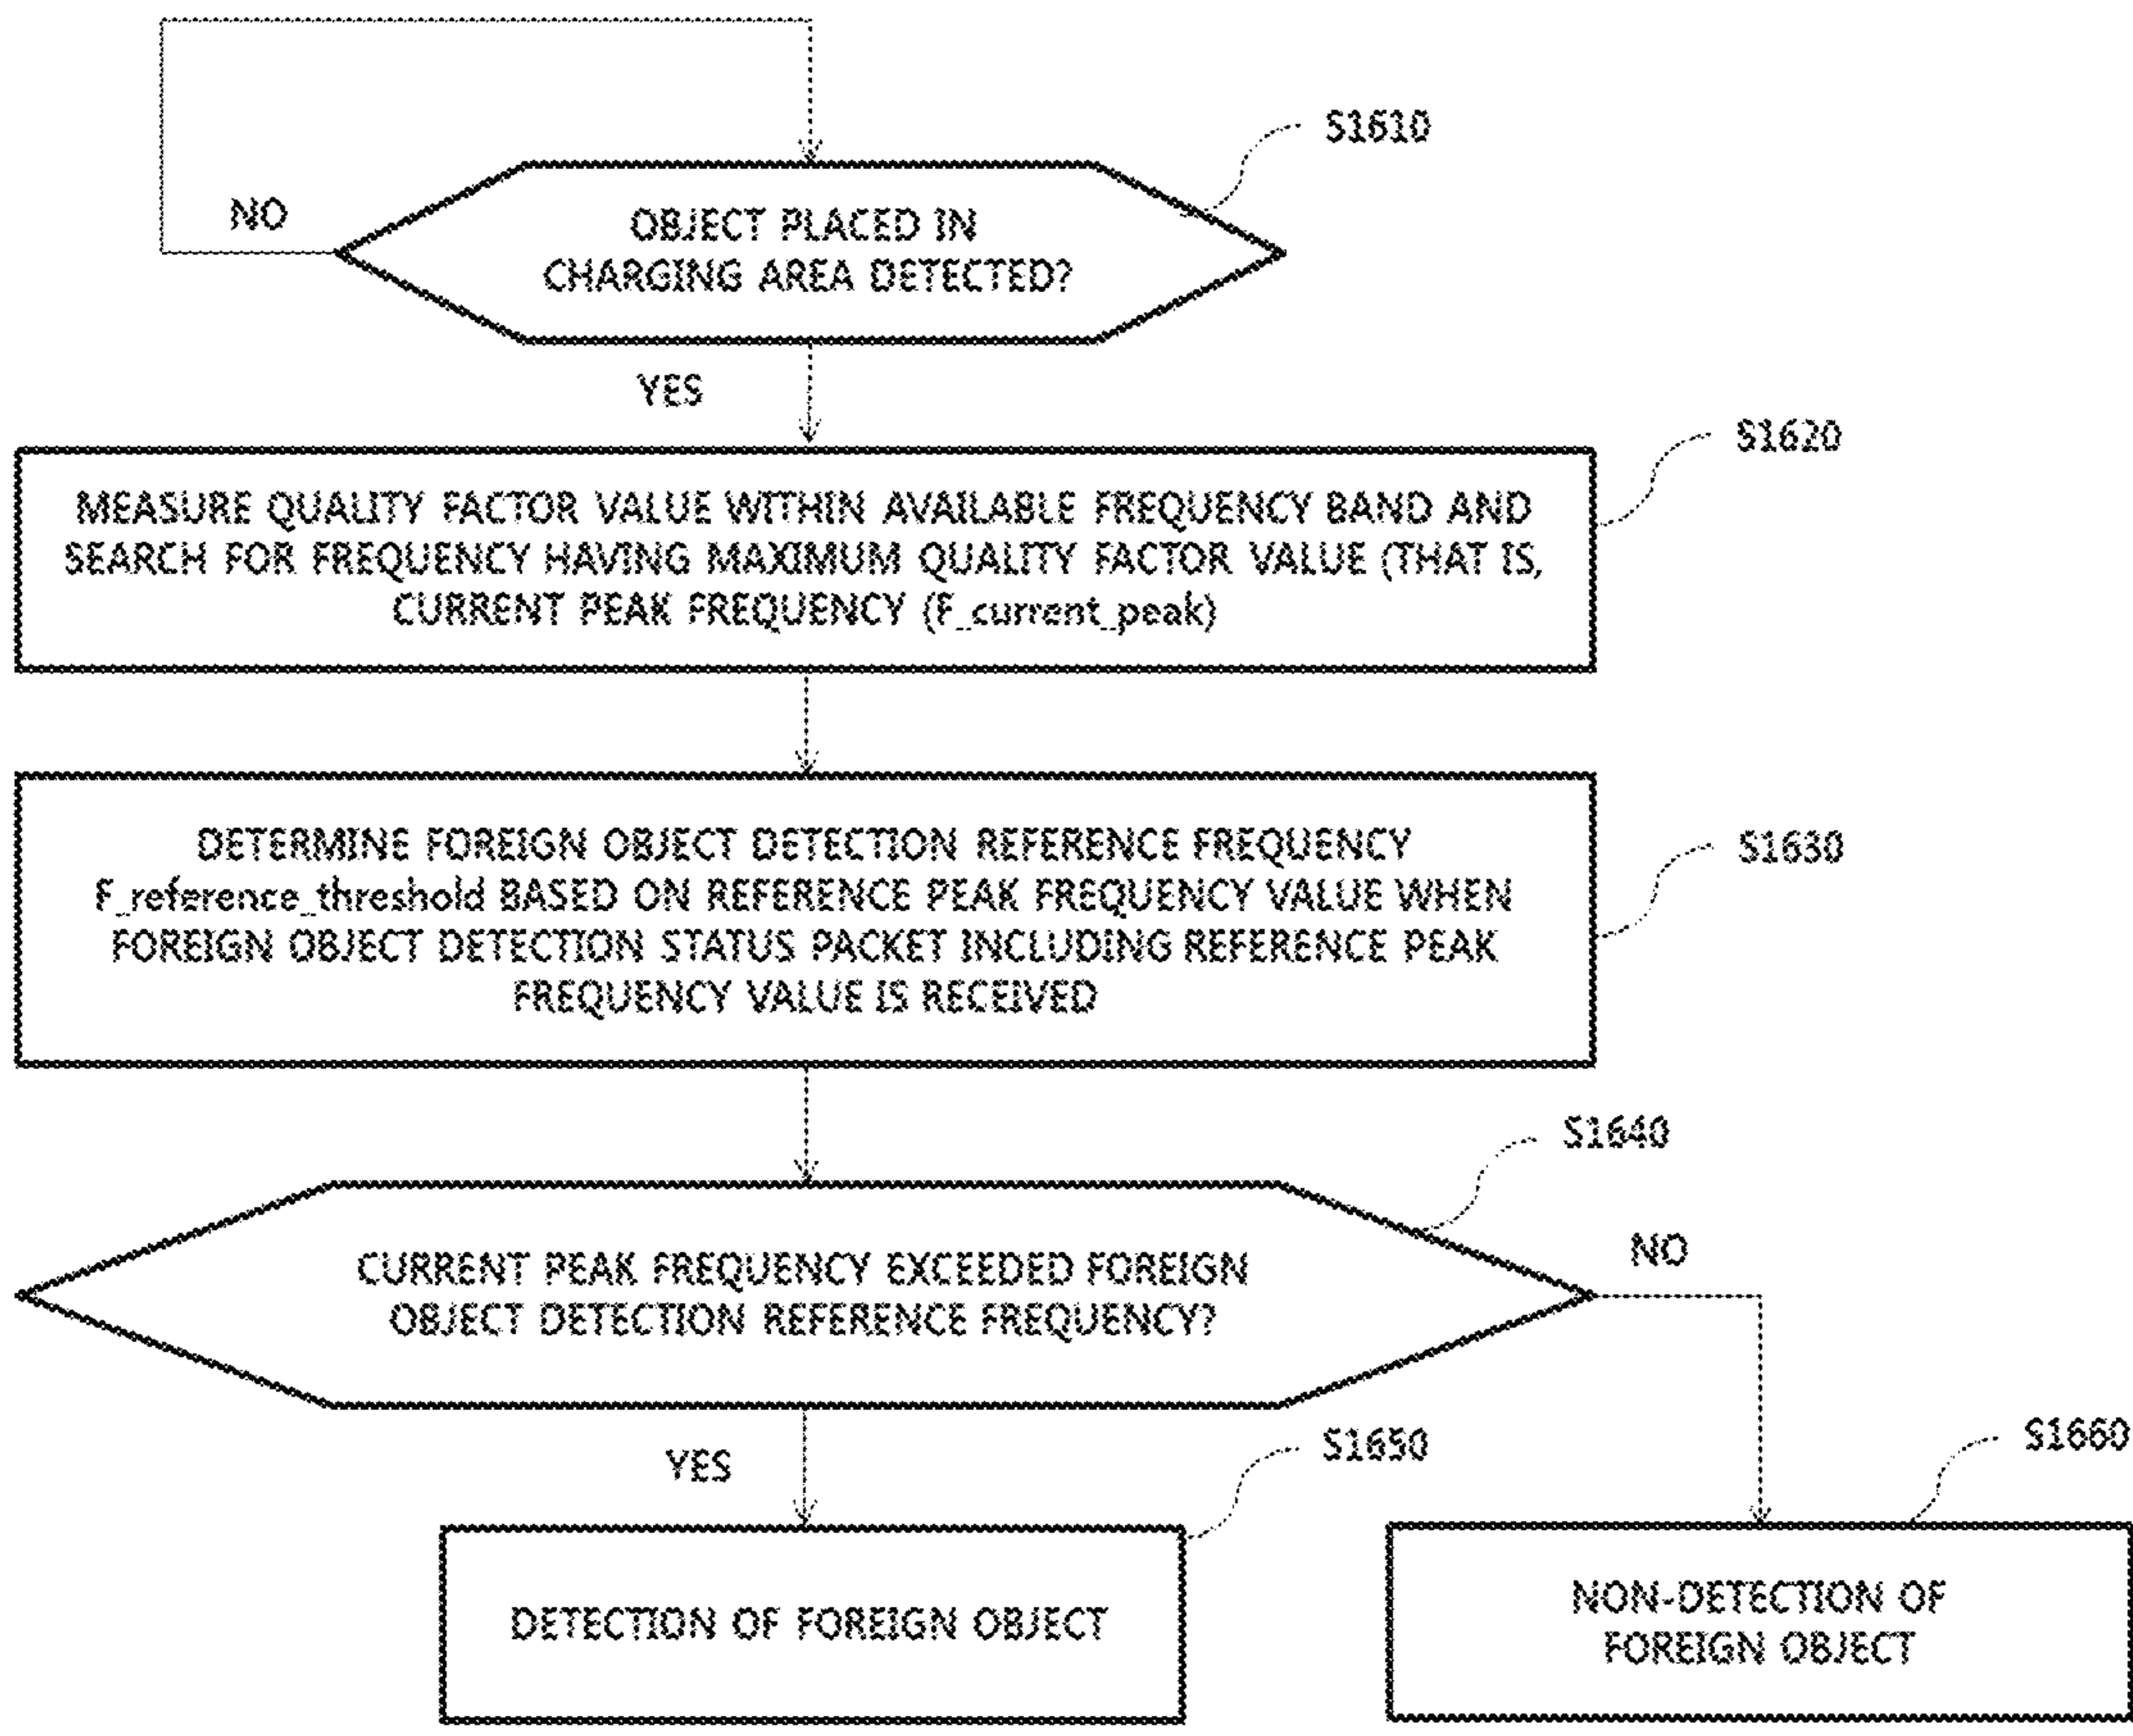 S1610
NO
OBJECT PLACED IN
CHARGING AREA DETECTED?
YES
S1620
MEASURE QUALITY FACTOR VALUE WITHIN AVAILABLE FREQUENCY BAND AND
SEARCH FOR FREQUENCY HAVING MAXIMUM QUALITY FACTOR VALUE (THAT IS,
CURRENT PEAK FREQUENCY (F_current_peak)
S1630
DETERMINE FOREIGN OBJECT DETECTION REFERENCE FREQUENCY
F_reference_threshold BASED ON REFERENCE PEAK FREQUENCY VALUE WHEN
FOREIGN OBJECT DETECTION STATUS PACKET INCLUDING REFERENCE PEAK
FREQUENCY VALUE IS RECEIVED
S1640
NO
CURRENT PEAK FREQUENCY EXCEEDED FOREIGN
OBJECT DETECTION REFERENCE FREQUENCY?
YES
S1650
S1660
DETECTION OF FOREIGN OBJECT
NON-DETECTION OF
FOREIGN OBJECT